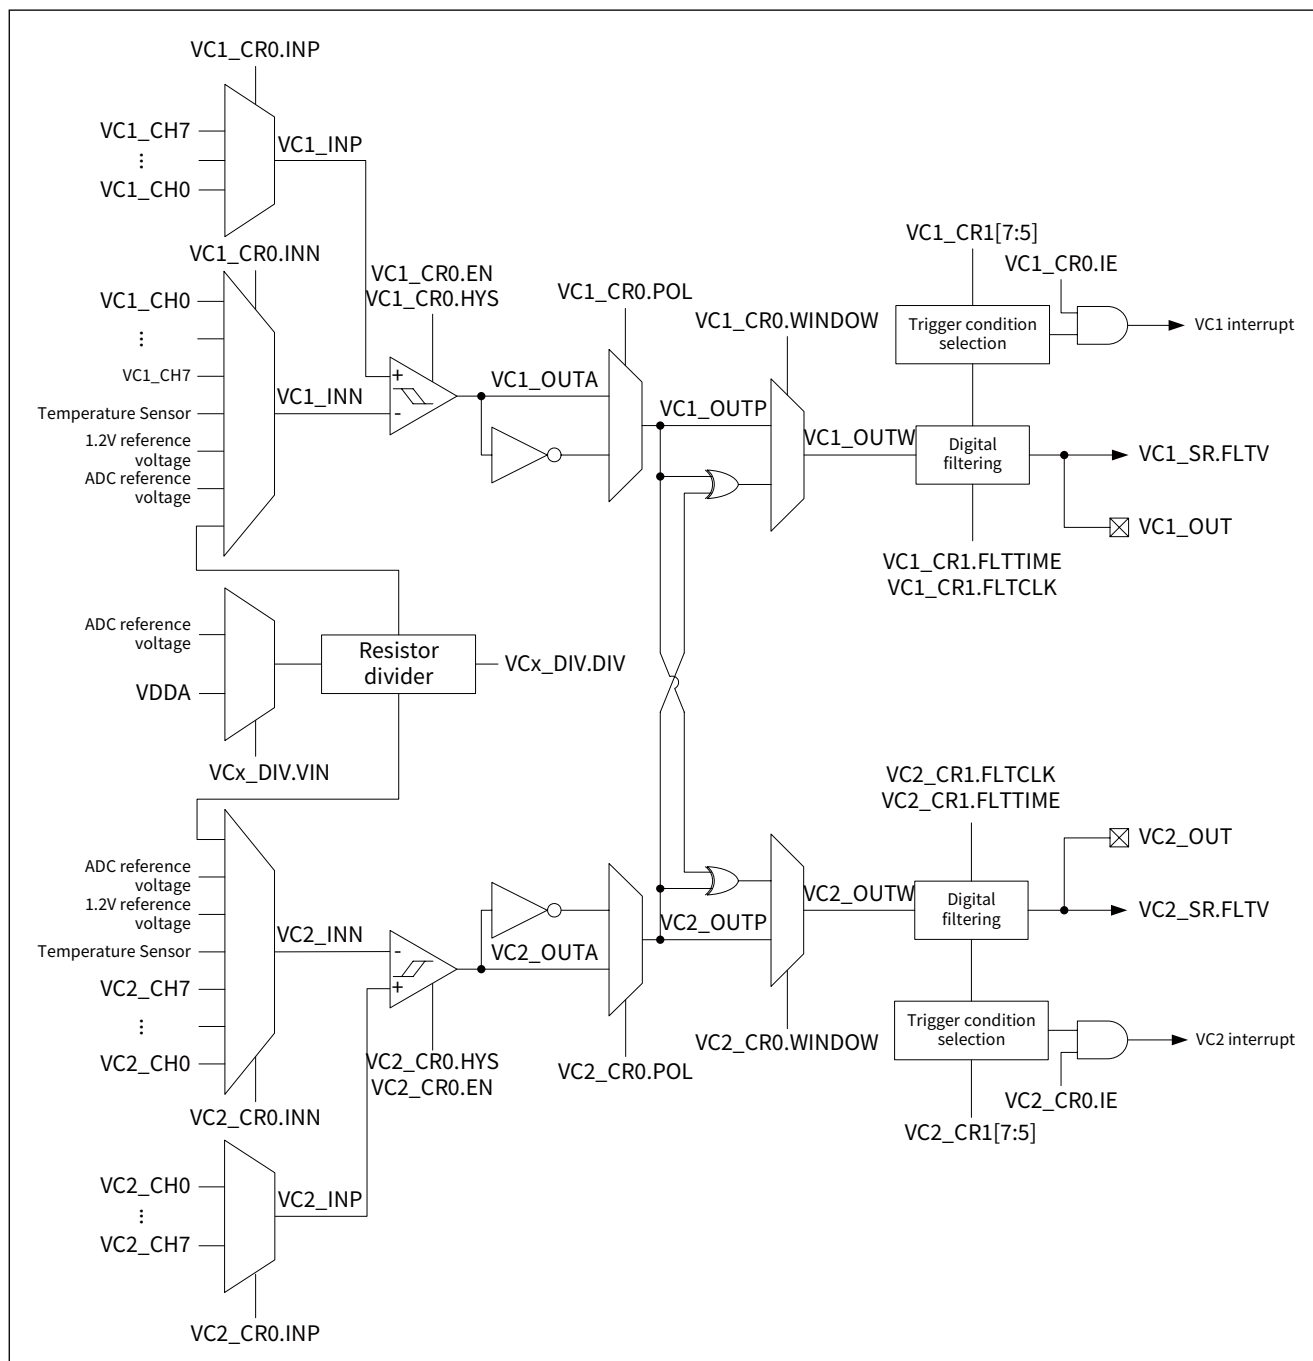 VC1_CR0.INP
VC1_CH7
⋮
VC1_CH0
VC1_INP
VC1_CR0.INN
VC1_CH0
⋮
VC1_CH7
Temperature Sensor
1.2V reference
voltage
ADC reference
voltage
VC1_INN
VC1_CR0.EN
VC1_CR0.HYS
+
-
VC1_OUTA
VC1_CR0.POL
VC1_OUTP
VC1_CR0.WINDOW
VC1_OUTW
VC1_CR1[7:5]
VC1_CR0.IE
Trigger condition
selection
VC1 interrupt
Digital
filtering
VC1_SR.FLTV
VC1_OUT
VC1_CR1.FLTTIME
VC1_CR1.FLTCLK
ADC reference
voltage
VDDA
VCx_DIV.VIN
Resistor
divider
VCx_DIV.DIV
ADC reference
voltage
1.2V reference
voltage
Temperature Sensor
VC2_CH7
⋮
VC2_CH0
VC2_INN
VC2_CR0.INN
-
+
VC2_CR0.HYS
VC2_CR0.EN
VC2_OUTA
VC2_CR0.POL
VC2_OUTP
VC2_CR0.WINDOW
VC2_OUTW
VC2_CR1.FLTCLK
VC2_CR1.FLTTIME
VC2_OUT
Digital
filtering
VC2_SR.FLTV
Trigger condition
selection
VC2 interrupt
VC2_CR0.IE
VC2_CR1[7:5]
VC2_CH0
⋮
VC2_CH7
VC2_INP
VC2_CR0.INP